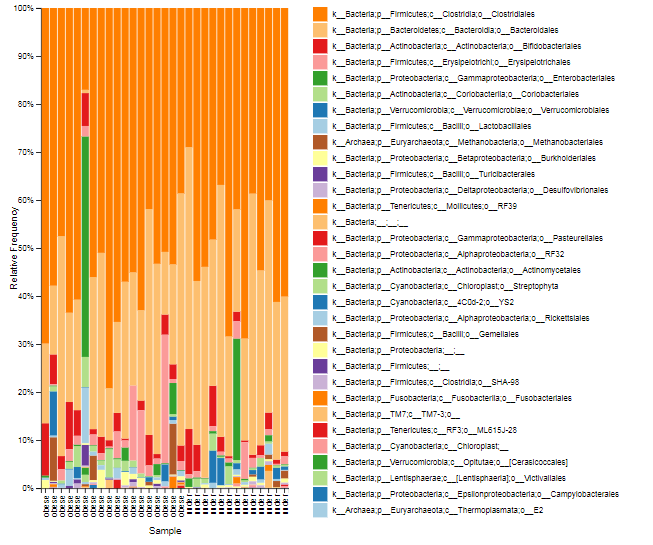 100%
90%
80%
70%
60%
50%
40%
30%
20%
10%
0%
Relative Frequency
Sample
k__Bacteria;p__Firmicutes;c__Clostridia;o__Clostridiales
k__Bacteria;p__Bacteroidetes;c__Bacteroidia;o__Bacteroidales
k__Bacteria;p__Actinobacteria;c__Actinobacteria;o__Bifidobacteriales
k__Bacteria;p__Firmicutes;c__Erysipelotrichi;o__Erysipelotrichales
k__Bacteria;p__Proteobacteria;c__Gammaproteobacteria;o__Enterobacteriales
k__Bacteria;p__Actinobacteria;c__Coriobacteriia;o__Coriobacteriales
k__Bacteria;p__Verrucomicrobia;c__Verrucomicrobiae;o__Verrucomicrobiales
k__Bacteria;p__Firmicutes;c__Bacilli;o__Lactobacillales
k__Archaea;p__Euryarchaeota;c__Methanobacteria;o__Methanobacteriales
k__Bacteria;p__Proteobacteria;c__Betaproteobacteria;o__Burkholderiales
k__Bacteria;p__Firmicutes;c__Bacilli;o__Turicibacterales
k__Bacteria;p__Proteobacteria;c__Deltaproteobacteria;o__Desulfovibrionales
k__Bacteria;p__Tenericutes;c__Mollicutes;o__RF39
k__Bacteria;__;__;__
k__Bacteria;p__Proteobacteria;c__Gammaproteobacteria;o__Pasteurellales
k__Bacteria;p__Proteobacteria;c__Alphaproteobacteria;o__RF32
k__Bacteria;p__Actinobacteria;c__Actinobacteria;o__Actinomycetales
k__Bacteria;p__Cyanobacteria;c__Chloroplast;o__Streptophyta
k__Bacteria;p__Cyanobacteria;c__4C0d-2;o__YS2
k__Bacteria;p__Proteobacteria;c__Alphaproteobacteria;o__Rickettsiales
k__Bacteria;p__Firmicutes;c__Bacilli;o__Gemellales
k__Bacteria;p__Proteobacteria;__;__
k__Bacteria;p__Firmicutes;__;__
k__Bacteria;p__Firmicutes;c__Clostridia;o__SHA-98
k__Bacteria;p__Fusobacteria;c__Fusobacteriia;o__Fusobacteriales
k__Bacteria;p__TM7;c__TM7-3;o__
k__Bacteria;p__Tenericutes;c__RF3;o__ML615J-28
k__Bacteria;p__Cyanobacteria;c__Chloroplast;__
k__Bacteria;p__Verrucomicrobia;c__Opitutae;o__[Cerasicoccales]
k__Bacteria;p__Lentisphaerae;c__[Lentisphaeria];o__Victivallales
k__Bacteria;p__Proteobacteria;c__Epsilonproteobacteria;o__Campylobacterales
k__Archaea;p__Euryarchaeota;c__Thermoplasmata;o__E2